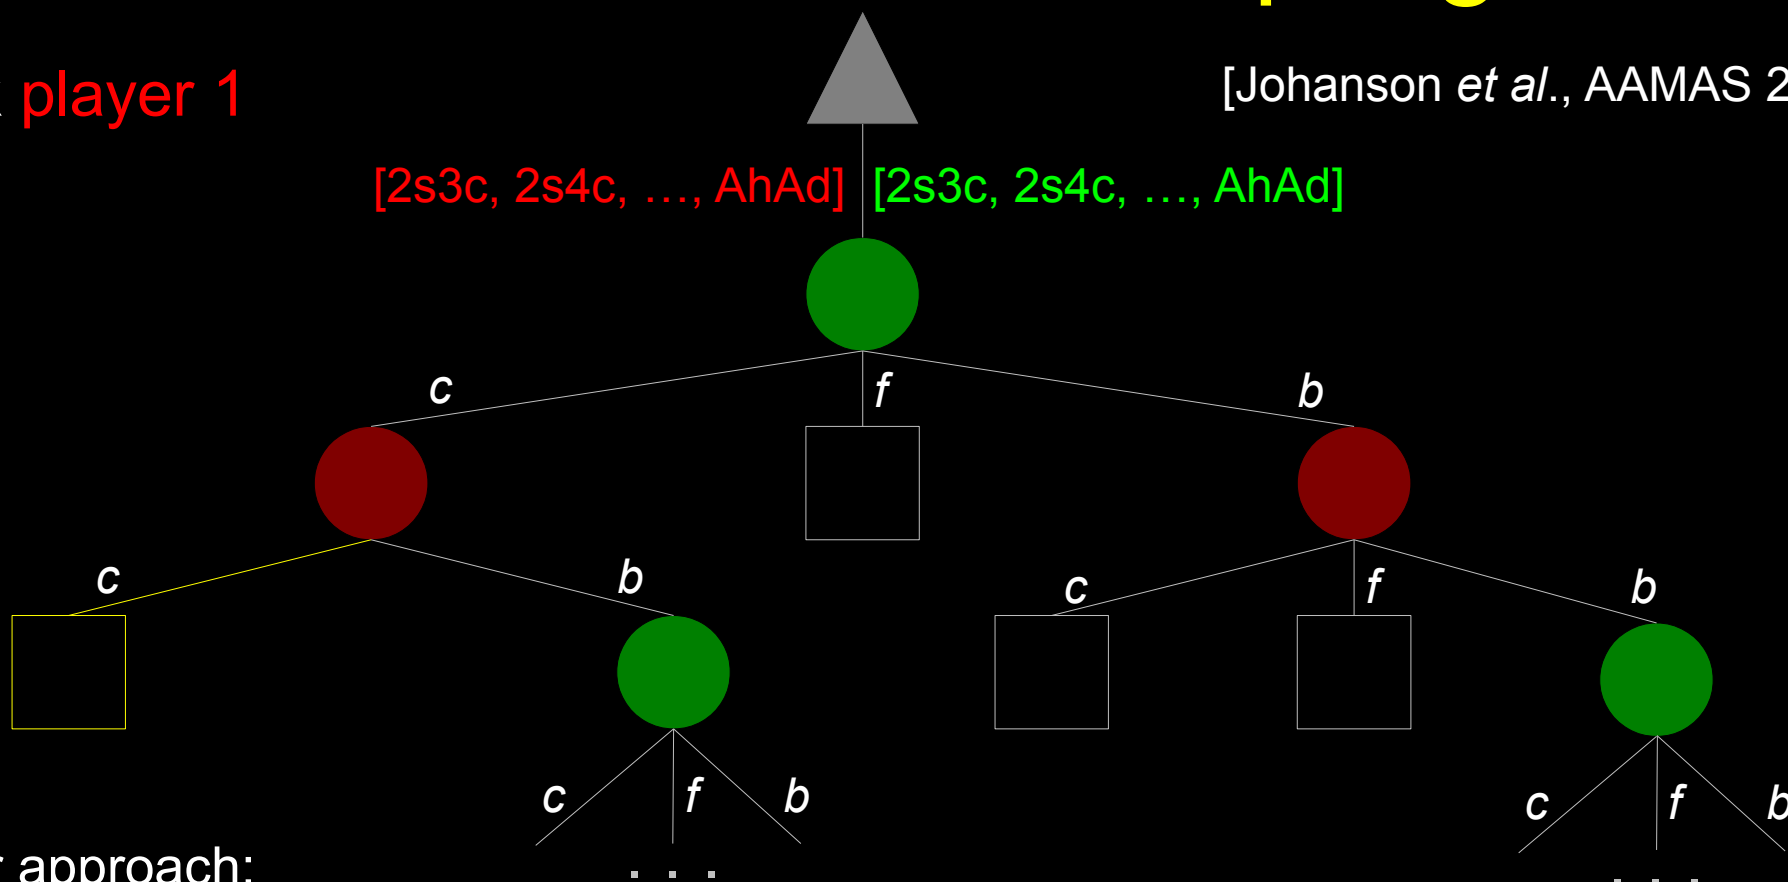 player 1
[Johanson et al., AAMAS 2
[2s3c, 2s4c, …, AhAd] [2s3c, 2s4c, …, AhAd]
c f b
c b c f b
c f b c f b
approach:
. . . . . .